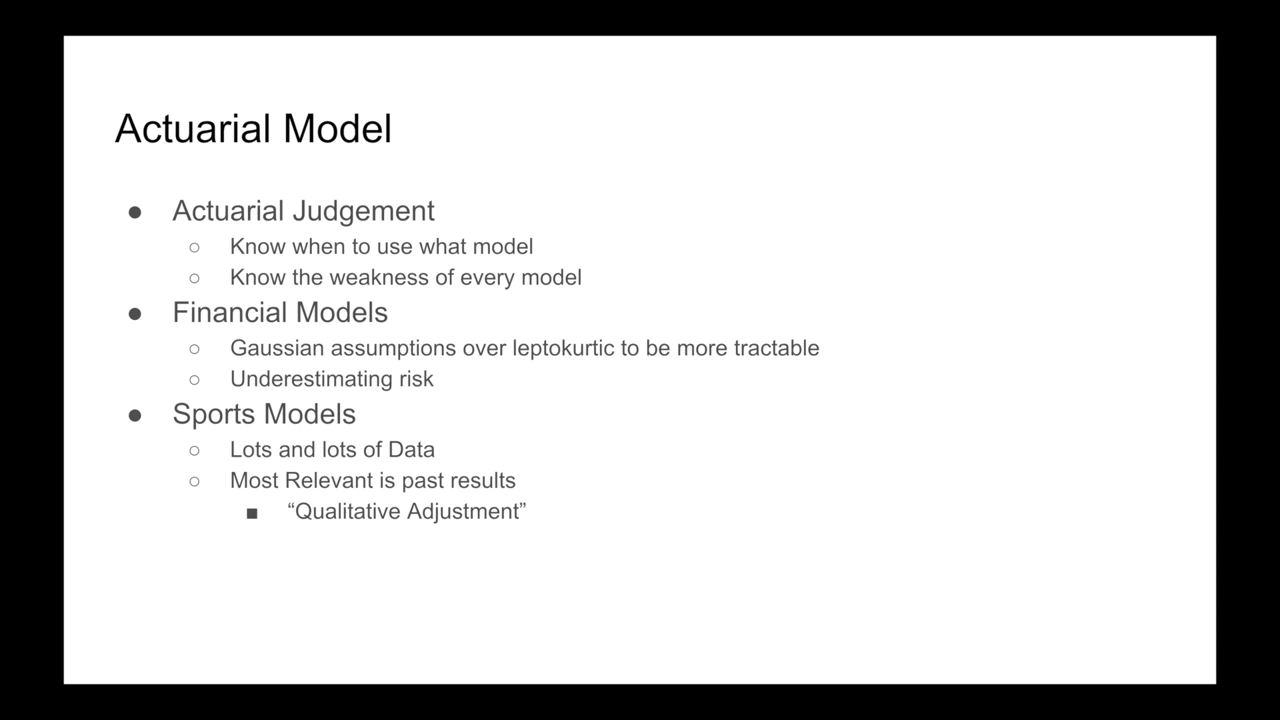 Actuarial Model
● Actuarial Judgement
○ Know when to use what model
○ Know the weakness of every model
● Financial Models
○ Gaussian assumptions over leptokurtic to be more tractable
○ Underestimating risk
● Sports Models
○ Lots and lots of Data
○ Most Relevant is past results
■ “Qualitative Adjustment”